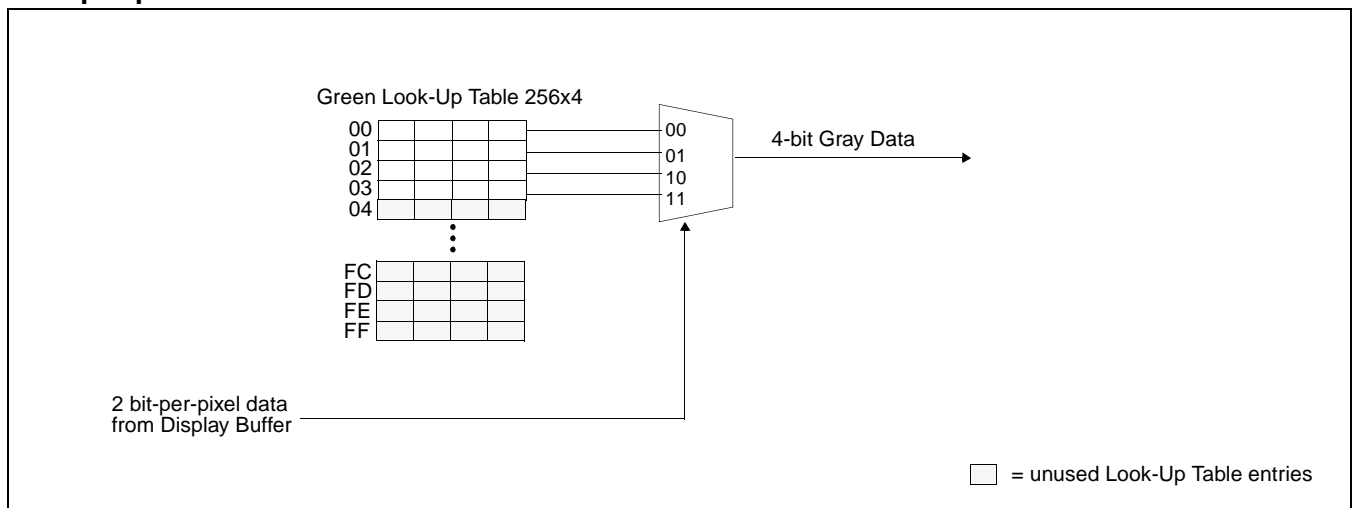 Green Look-Up Table 256x4
00
01
02
03
04
FC
FD
FE
FF
00
01
10
11
4-bit Gray Data
2 bit-per-pixel data
from Display Buffer
= unused Look-Up Table entries